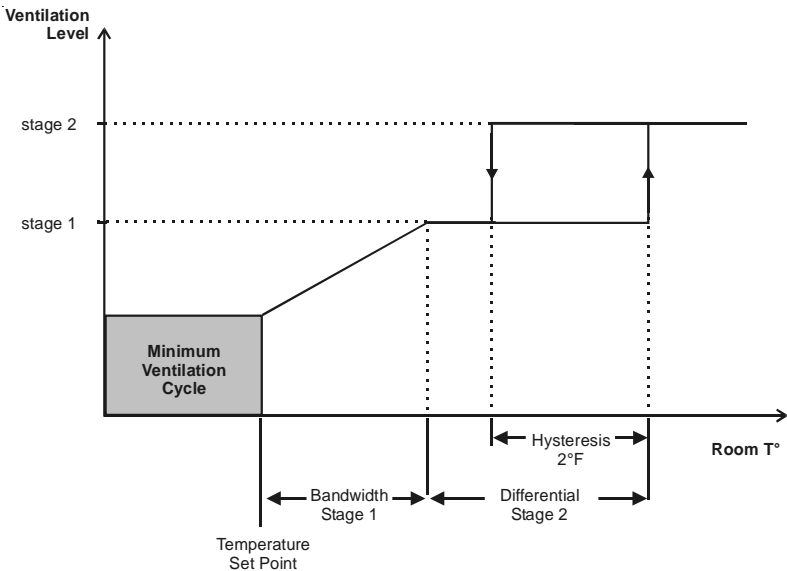 Ventilation
Level
stage 2
stage 1
Minimum
Ventilation
Cycle
Hysteresis
2°F
Room T°
Bandwidth
Stage 1
Differential
Stage 2
Temperature
Set Point